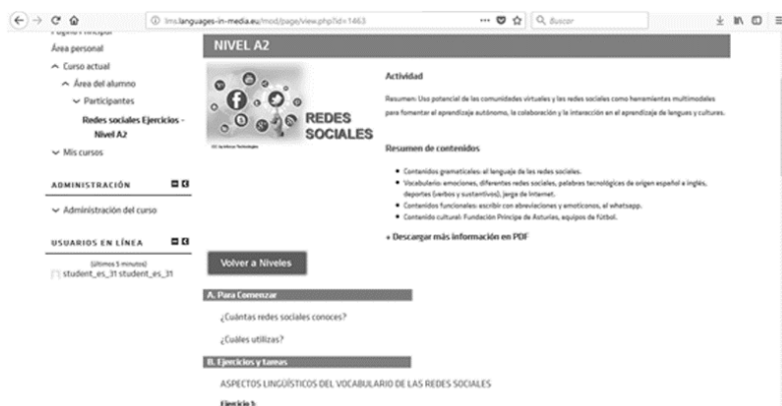 lms.languages-in-media.eu/mod/page/view.php?id=1463
Buscar
Página Principal
Área personal
Curso actual
Área del alumno
Participantes
Redes sociales Ejercicios -
Nivel A2
Mis cursos
ADMINISTRACIÓN
Administración del curso
USUARIOS EN LÍNEA
(últimos 5 minutos)
student_es_31 student_es_31
NIVEL A2
REDES
SOCIALES
Actividad
Resumen: Uso potencial de las comunidades virtuales y las redes sociales como herramientas multimodales
para fomentar el aprendizaje autónomo, la colaboración y la interacción en el aprendizaje de lenguas y culturas.
Resumen de contenidos
Contenidos gramaticales: el lenguaje de las redes sociales.
Vocabulario: emociones, diferentes redes sociales, palabras tecnológicas de origen español e inglés,
deportes (verbos y sustantivos), jerga de Internet.
Contenidos funcionales: escribir con abreviaciones y emoticonos, el whatsapp.
Contenido cultural: Fundación Príncipe de Asturias, equipos de fútbol.
+ Descargar más información en PDF
Volver a Niveles
A. Para Comenzar
¿Cuántas redes sociales conoces?
¿Cuáles utilizas?
B. Ejercicios y tareas
ASPECTOS LINGÜÍSTICOS DEL VOCABULARIO DE LAS REDES SOCIALES
Ejercicio 1: